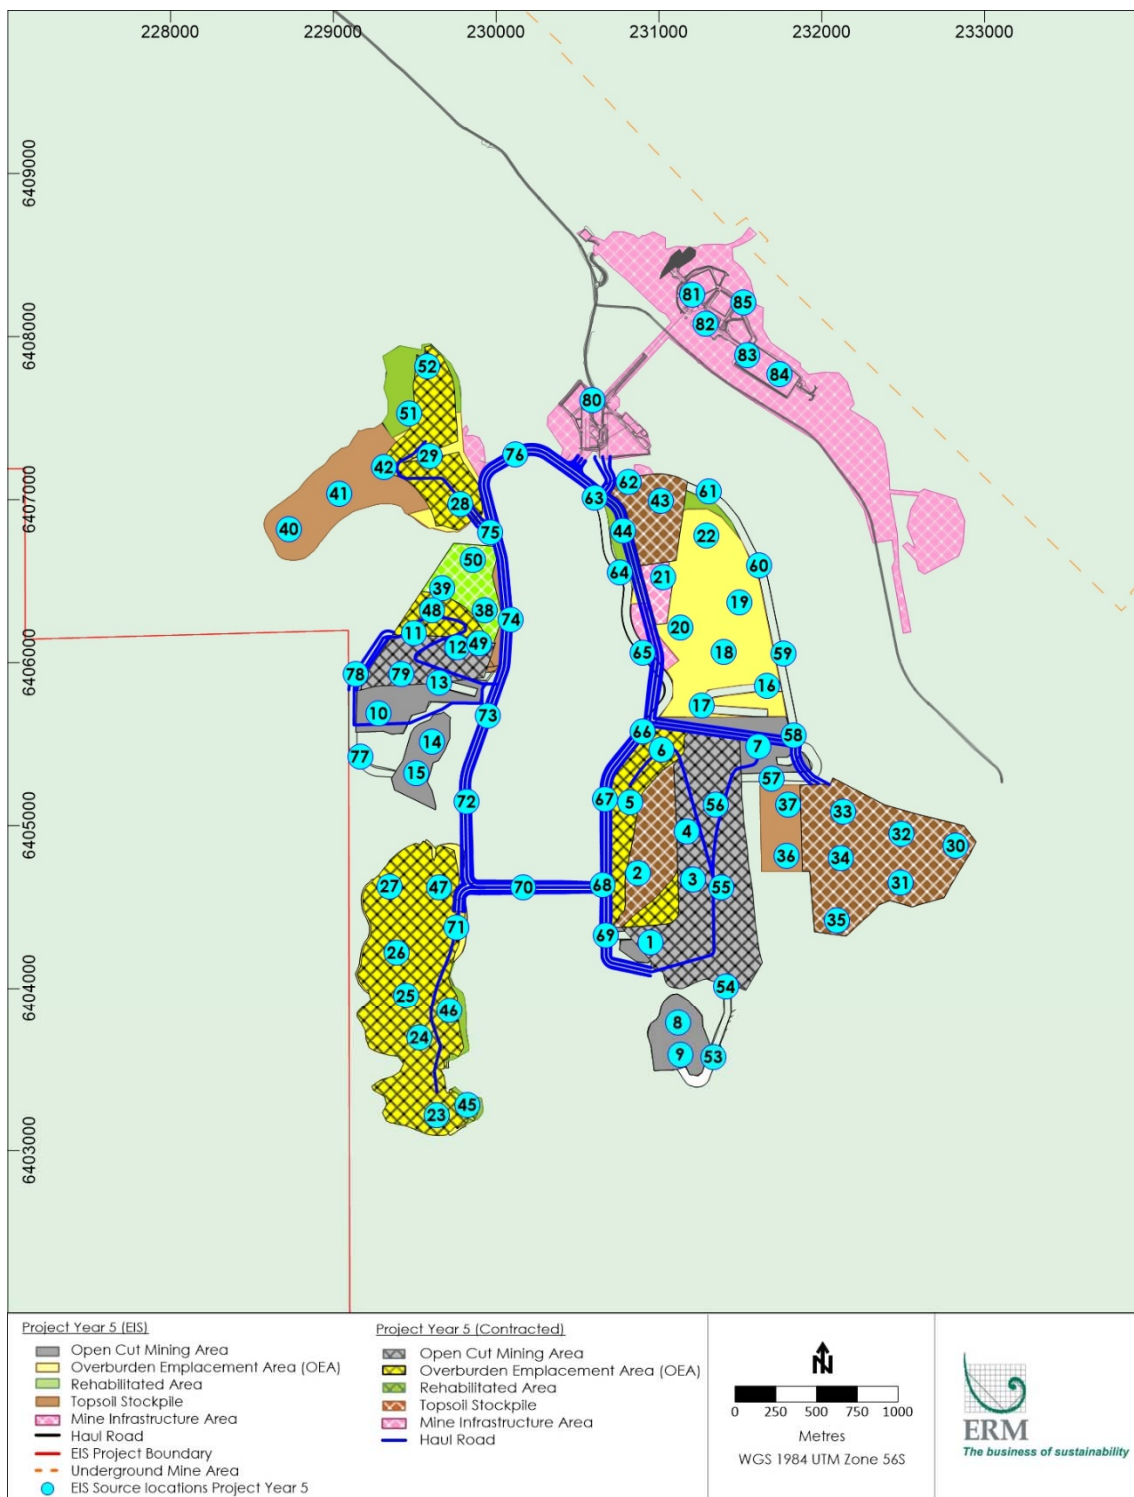 228000 229000 230000 231000 232000 233000
6409000
81 85
82
6408000
83
52 84
80
51
76
29
42 62 61
41 6407000 43
28 63
40 75 44 22
50 60
64 21
39 19
48 38 74 20
11
49 6406000 65 18 59
12
78 79 13 16
10 73 17
66 58
14 6 7
77
15 57
72 67 5 56 37
33
6405000 4 32
30
36 34
2 3 31
27 47 70 68 55
35
71 69 1
26
25 6404000 54
46 8
24
9 53
45
23
6403000
Project Year 5 (EIS)
Open Cut Mining Area
Overburden Emplacement Area (OEA)
Rehabilitated Area
Topsoil Stockpile
Mine Infrastructure Area
Haul Road
EIS Project Boundary
Underground Mine Area
EIS Source locations Project Year 5
Project Year 5 (Contracted)
Open Cut Mining Area
Overburden Emplacement Area (OEA)
Rehabilitated Area
Topsoil Stockpile
Mine Infrastructure Area
Haul Road
N
0 250 500 750 1000
Metres
WGS 1984 UTM Zone 56S
ERM
The business of sustainability